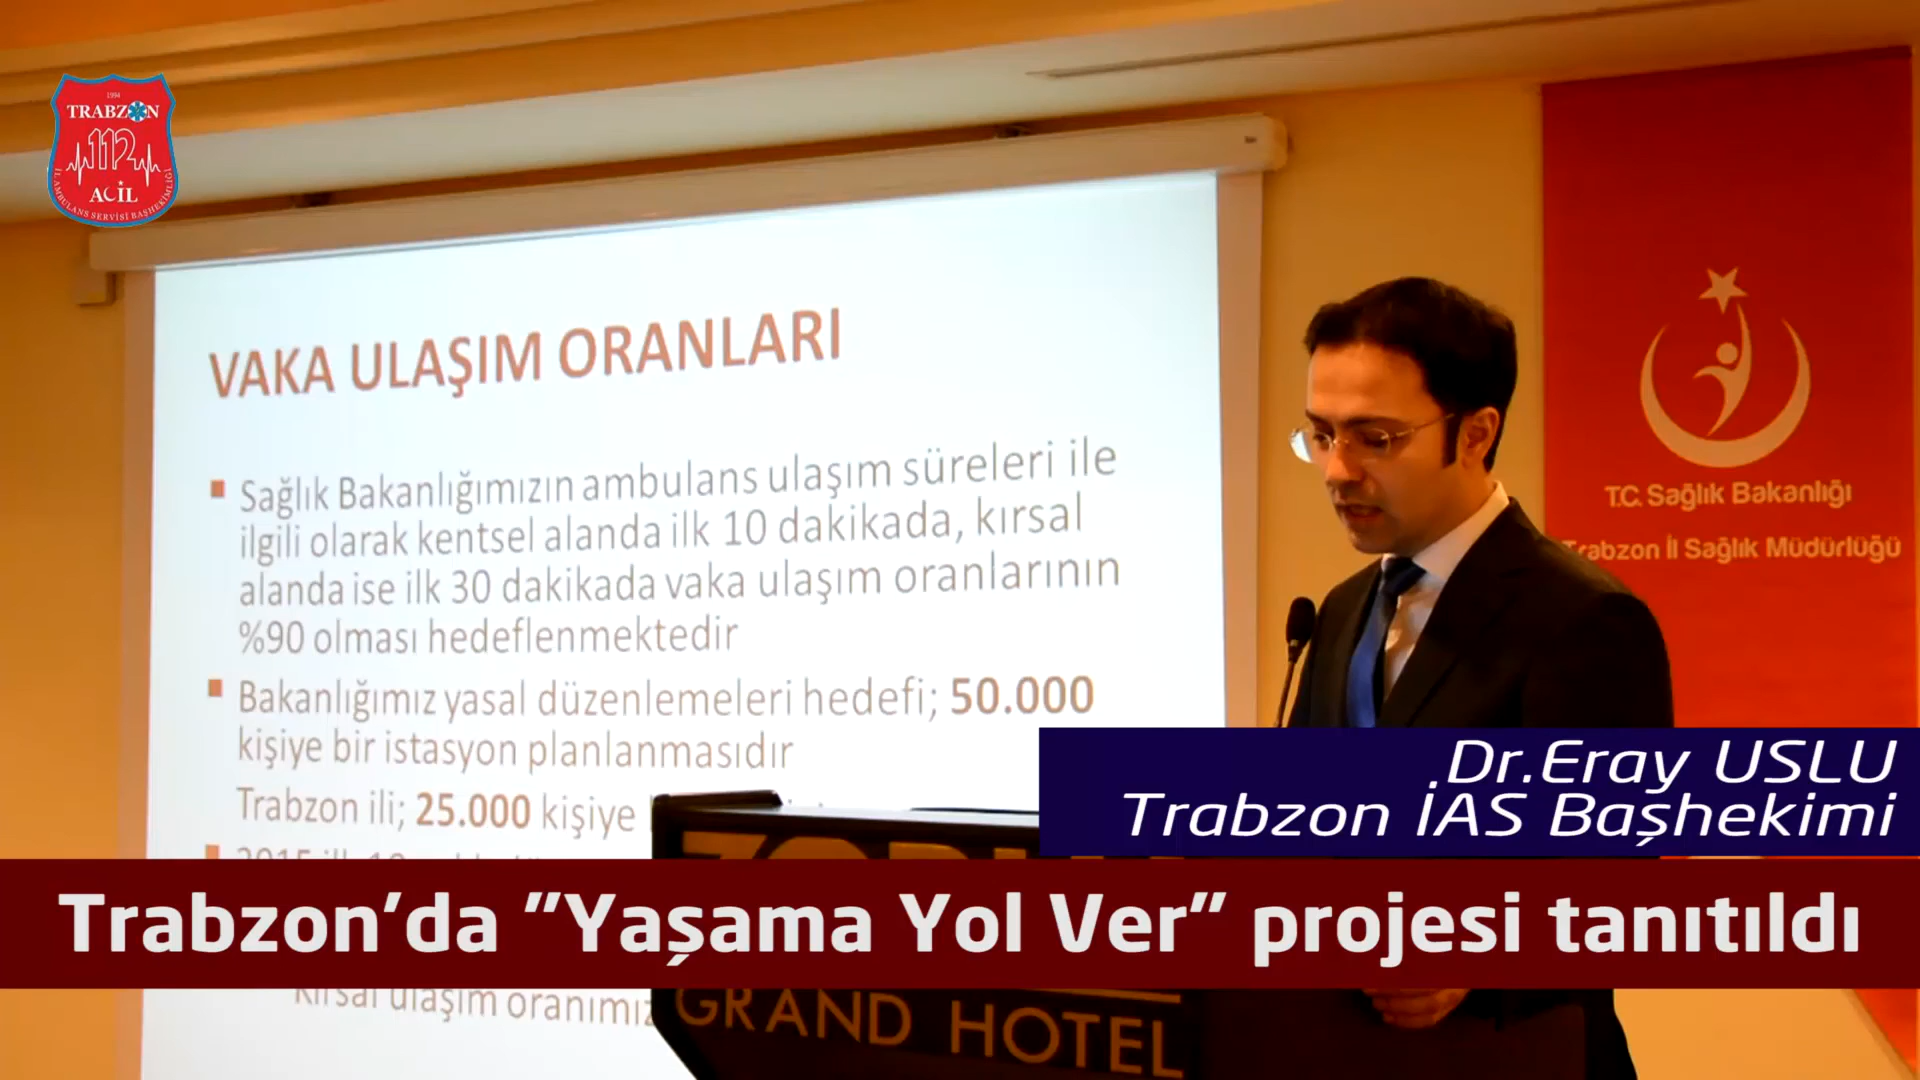 1994
TRABZON
112
ACİL
İL AMBULANS SERVİSİ BAŞHEKİMLİĞİ
VAKA ULAŞIM ORANLARI
Sağlık Bakanlığımızın ambulans ulaşım süreleri ile
ilgili olarak kentsel alanda ilk 10 dakikada, kırsal
alanda ise ilk 30 dakikada vaka ulaşım oranlarının
%90 olması hedeflenmektedir
Bakanlığımız yasal düzenlemeleri hedefi; 50.000
kişiye bir istasyon planlanmasıdır
Trabzon ili; 25.000 kişiye
Kırsal ulaşım oranımız
T.C. Sağlık Bakanlığı
Trabzon İl Sağlık Müdürlüğü
.Dr.Eray USLU
Trabzon İAS Başhekimi
Trabzon'da "Yaşama Yol Ver" projesi tanıtıldı
GRAND HOTEL